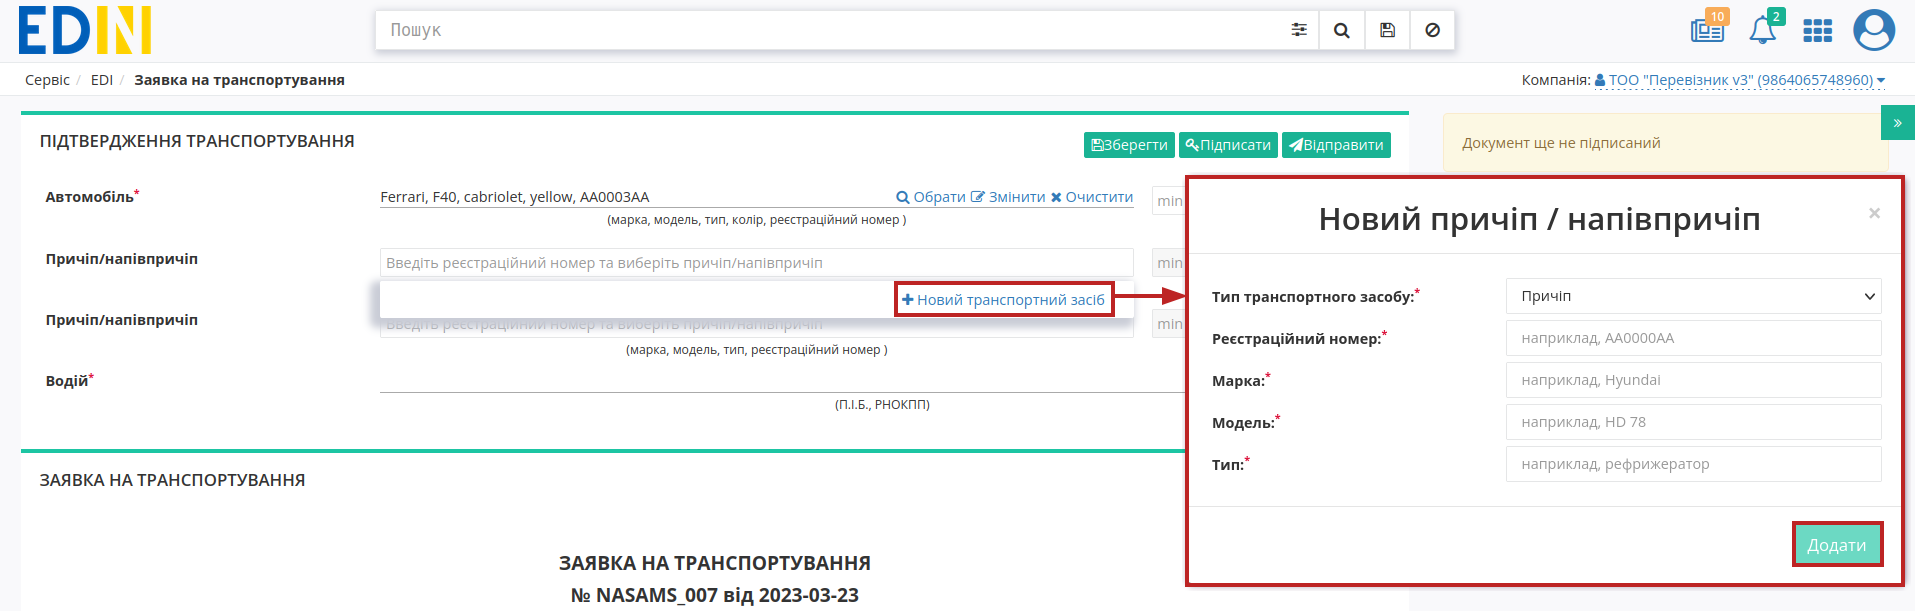 EDIN
Пошук
10
2
Сервіс / EDI / Заявка на транспортування
Компанія: ТОО "Перевізник v3" (9864065748960)
ПІДТВЕРДЖЕННЯ ТРАНСПОРТУВАННЯ
Зберегти Підписати Відправити
»
Документ ще не підписаний
Автомобіль*
Ferrari, F40, cabriolet, yellow, AA0003AA
Обрати Змінити Очистити
min
(марка, модель, тип, колір, реєстраційний номер )
Причіп/напівпричіп
Введіть реєстраційний номер та виберіть причіп/напівпричіп
min
Новий транспортний засіб
Причіп/напівпричіп
Введіть реєстраційний номер та виберіть причіп/напівпричіп
min
(марка, модель, тип, реєстраційний номер )
Водій*
(П.І.Б., РНОКПП)
ЗАЯВКА НА ТРАНСПОРТУВАННЯ
ЗАЯВКА НА ТРАНСПОРТУВАННЯ
№ NASAMS_007 від 2023-03-23
Новий причіп / напівпричіп
×
Тип транспортного засобу:*
Причіп
Реєстраційний номер:*
наприклад, AA0000AA
Марка:*
наприклад, Hyundai
Модель:*
наприклад, HD 78
Тип:*
наприклад, рефрижератор
Додати